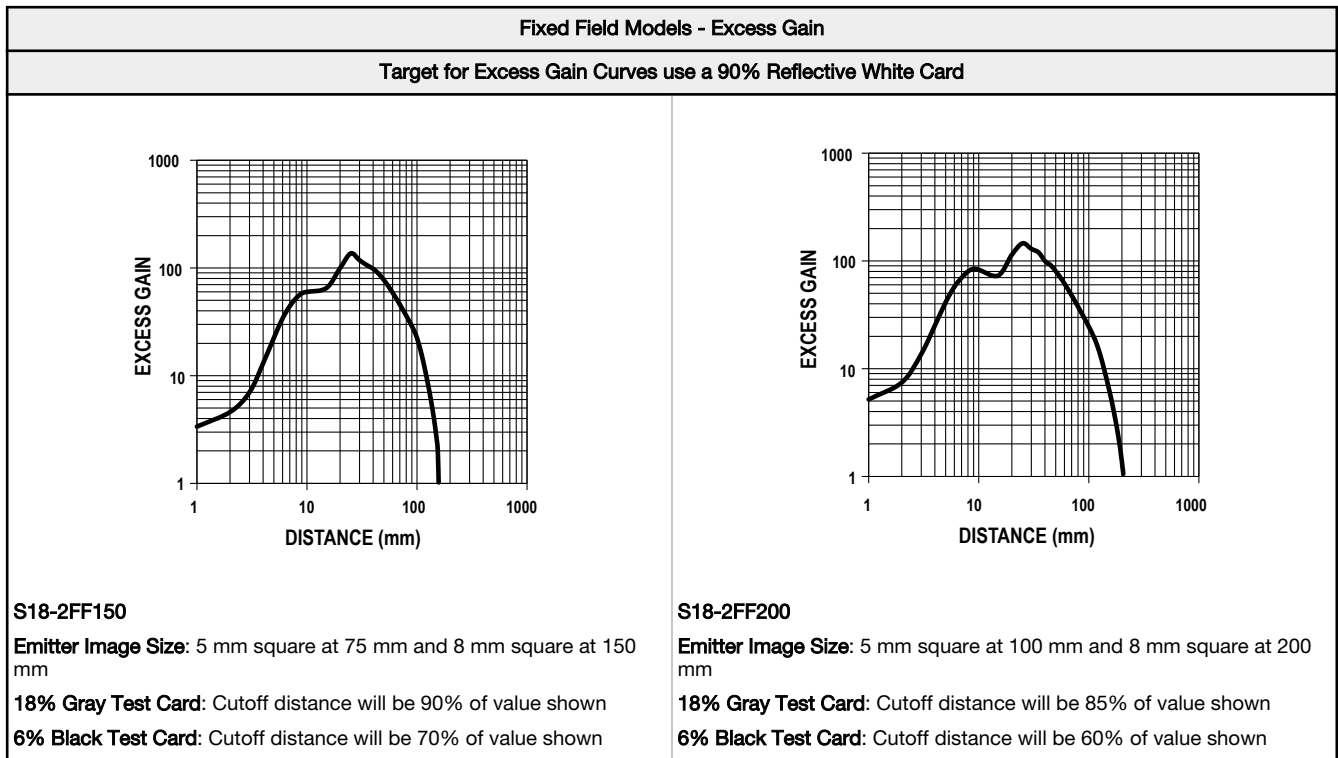 Fixed Field Models - Excess Gain
Target for Excess Gain Curves use a 90% Reflective White Card
1000
100
10
1
EXCESS GAIN
1
10
100
1000
DISTANCE (mm)
S18-2FF150
Emitter Image Size: 5 mm square at 75 mm and 8 mm square at 150
mm
18% Gray Test Card: Cutoff distance will be 90% of value shown
6% Black Test Card: Cutoff distance will be 70% of value shown
1000
100
10
1
EXCESS GAIN
1
10
100
1000
DISTANCE (mm)
S18-2FF200
Emitter Image Size: 5 mm square at 100 mm and 8 mm square at 200
mm
18% Gray Test Card: Cutoff distance will be 85% of value shown
6% Black Test Card: Cutoff distance will be 60% of value shown